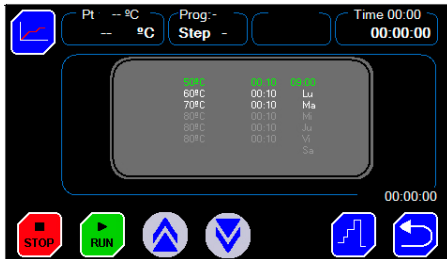 Pt -- ºC Prog:- Time 00:00
-- ºC Step - 00:00:00
50ºC 00:10 09:00
60ºC 00:10 Lu
70ºC 00:10 Ma
80ºC 00:10 Mi
80ºC 00:10 Ju
80ºC 00:10 Vi
Sa
00:00:00
STOP RUN